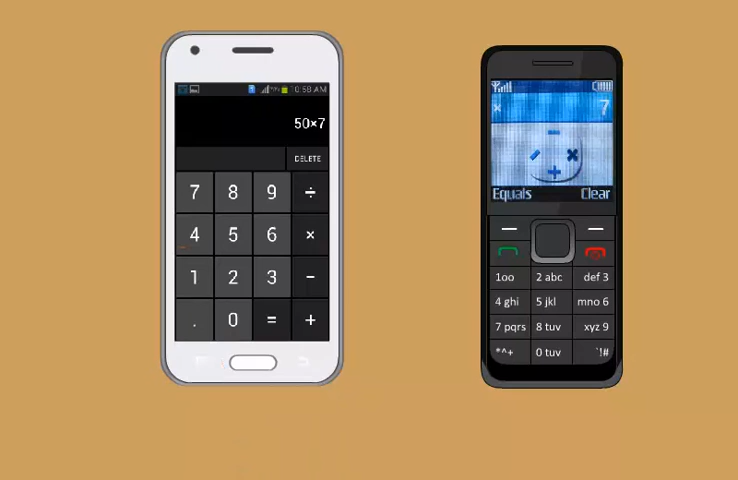 10:58 AM
50×7
DELETE
7 8 9 ÷
4 5 6 ×
1 2 3 −
. 0 = +
× 7
− ÷ × +
Equals Clear
1oo 2 abc def 3
4 ghi 5 jkl mno 6
7 pqrs 8 tuv xyz 9
*^+ 0 tuv `!#